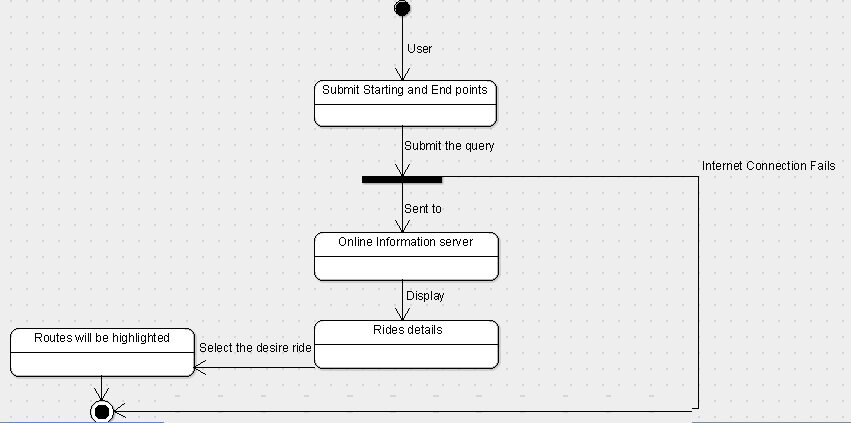 User
Submit Starting and End points
Submit the query
Internet Connection Fails
Sent to
Online Information server
Display
Rides details
Routes will be highlighted
Select the desire ride